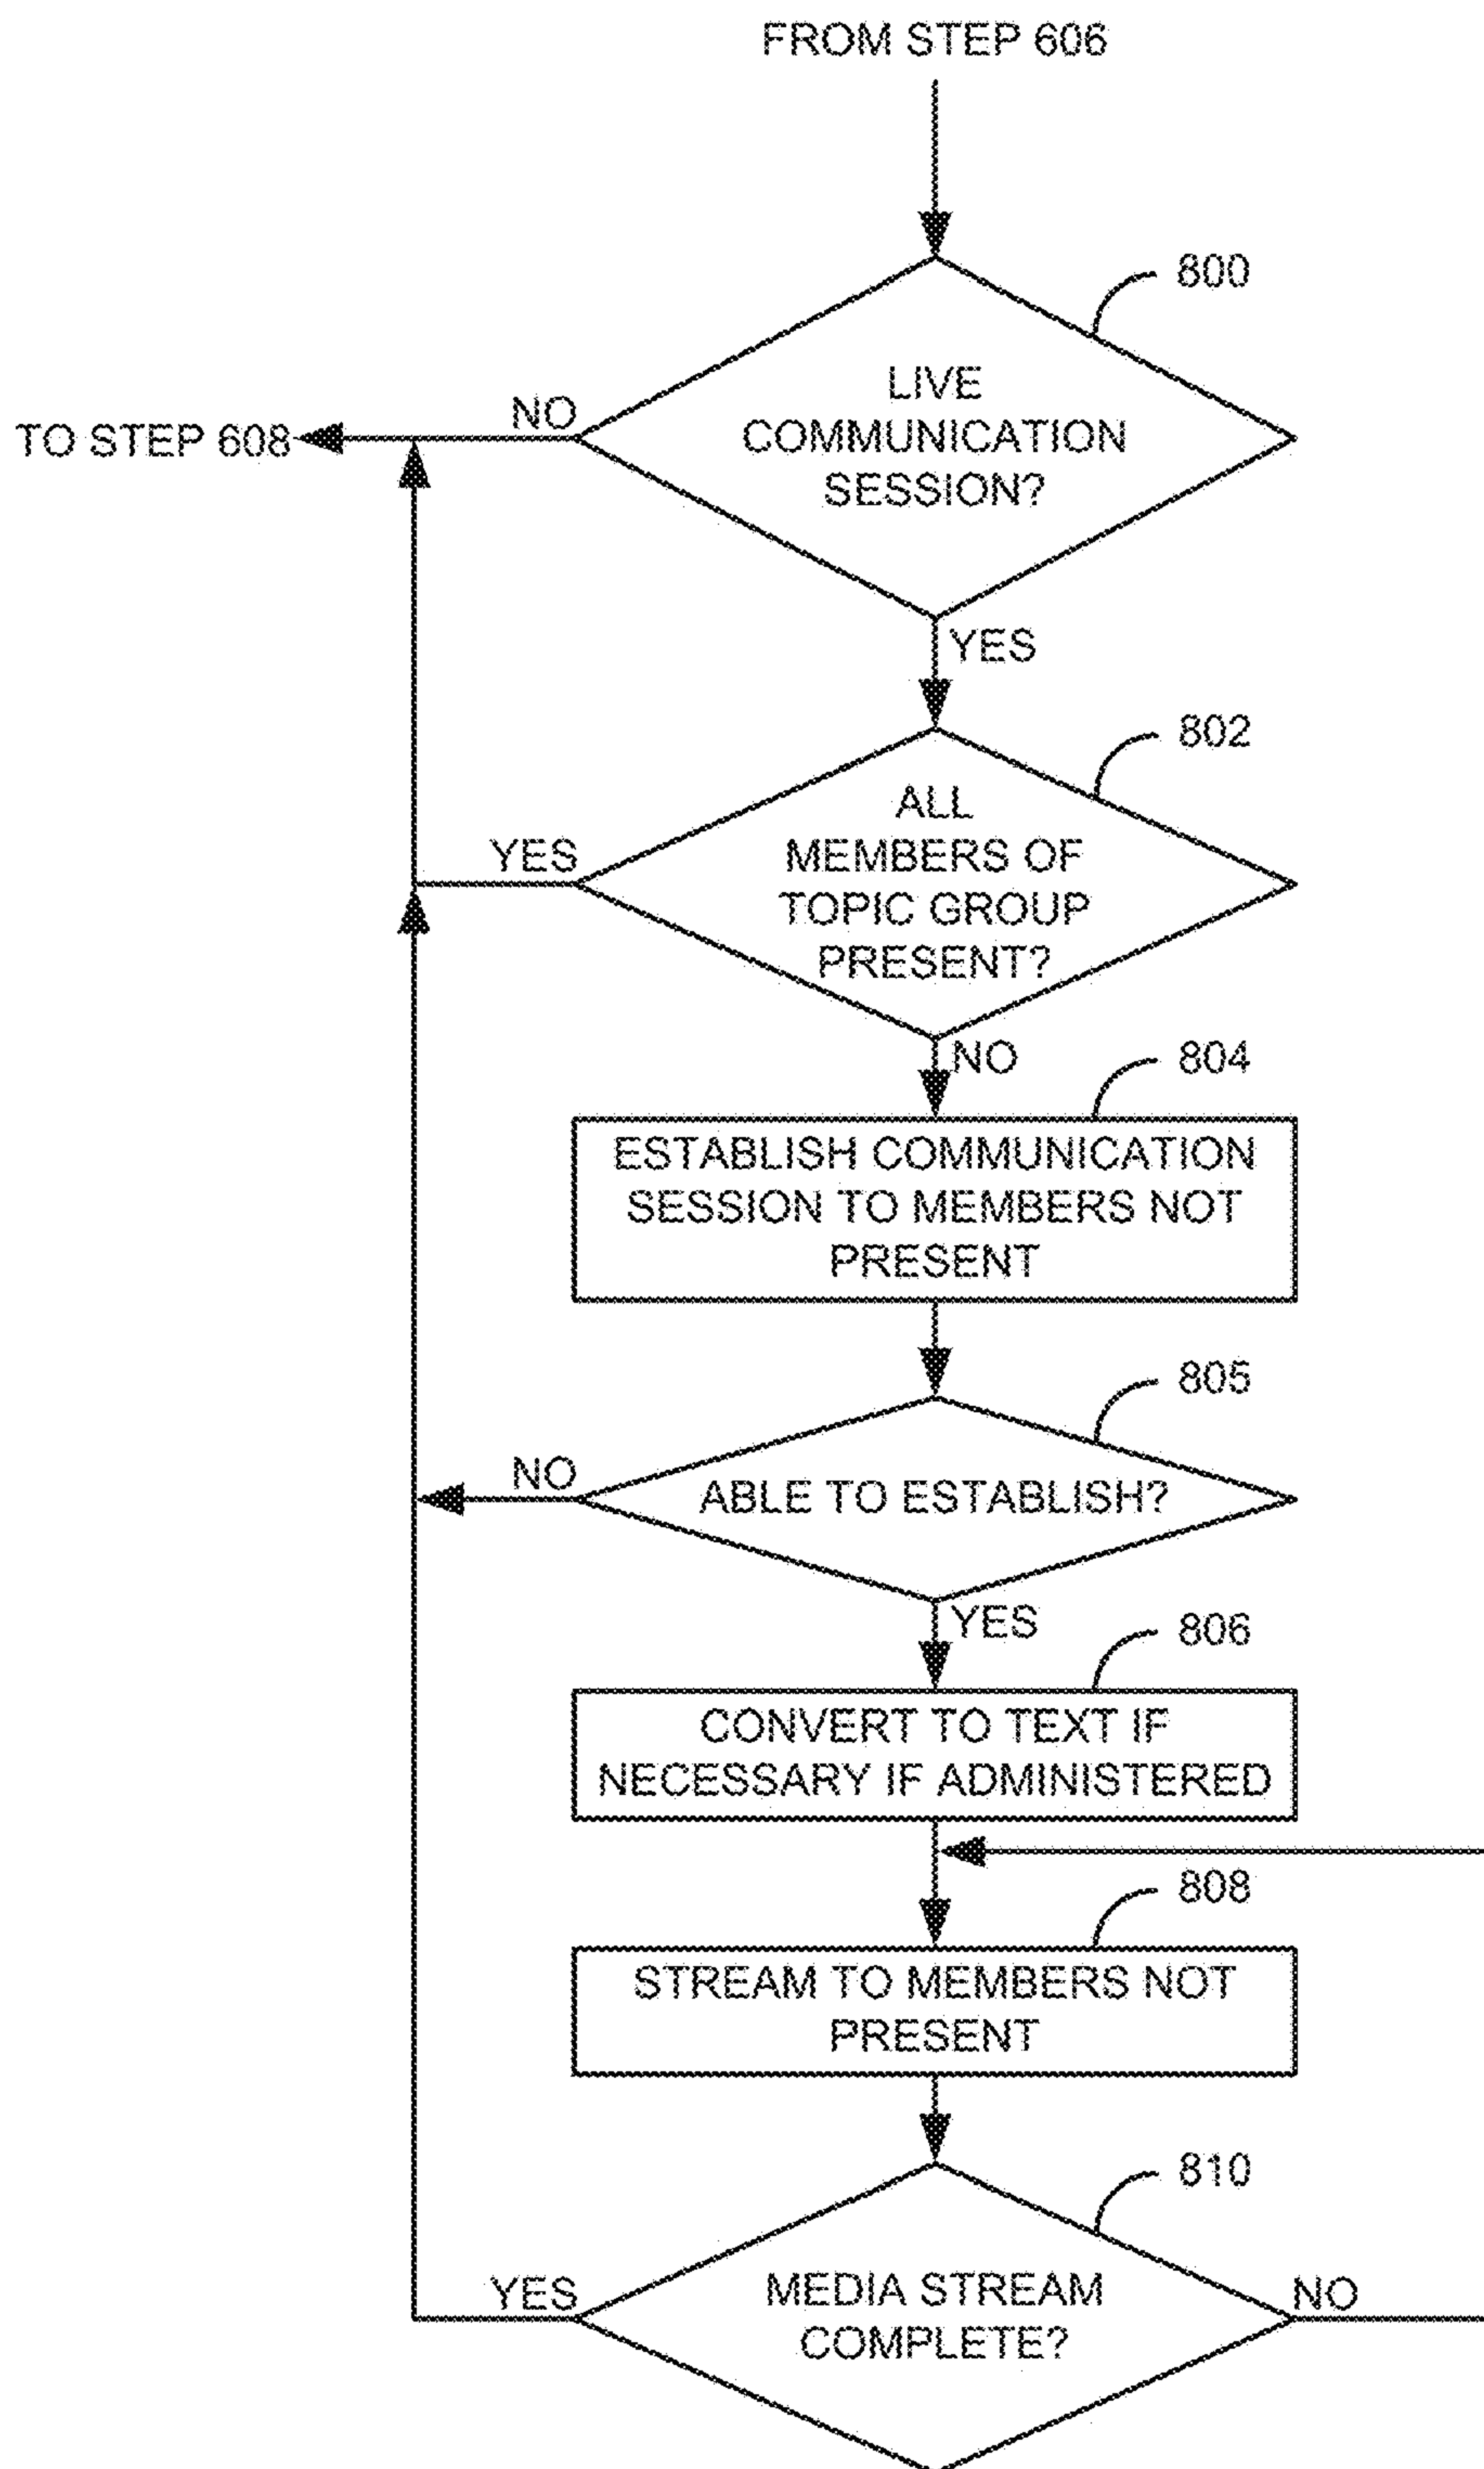 FROM STEP 606
800
LIVE
COMMUNICATION
SESSION?
NO
TO STEP 608
YES
802
ALL
MEMBERS OF
TOPIC GROUP
PRESENT?
YES
NO
804
ESTABLISH COMMUNICATION
SESSION TO MEMBERS NOT
PRESENT
805
ABLE TO ESTABLISH?
NO
YES
806
CONVERT TO TEXT IF
NECESSARY IF ADMINISTERED
808
STREAM TO MEMBERS NOT
PRESENT
810
MEDIA STREAM
COMPLETE?
YES
NO